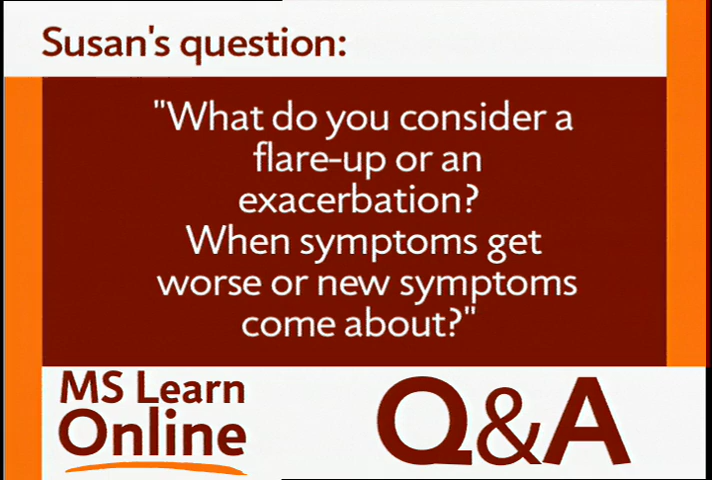 Susan's question:
"What do you consider a
flare-up or an
exacerbation?
When symptoms get
worse or new symptoms
come about?"
MS Learn
Online
Q&A